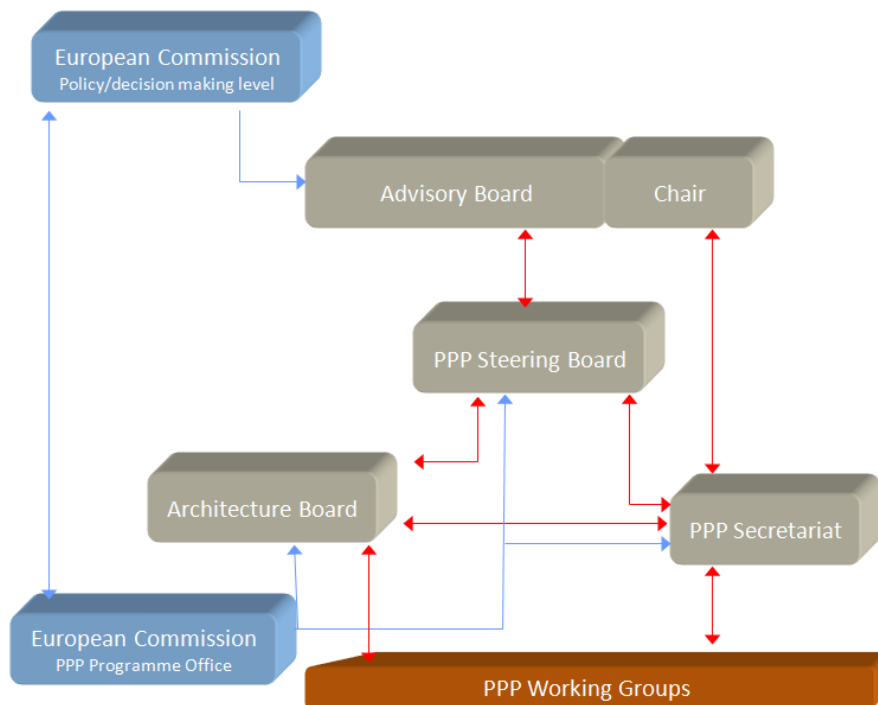 European Commission
Policy/decision making level
Advisory Board
Chair
PPP Steering Board
Architecture Board
PPP Secretariat
European Commission
PPP Programme Office
PPP Working Groups